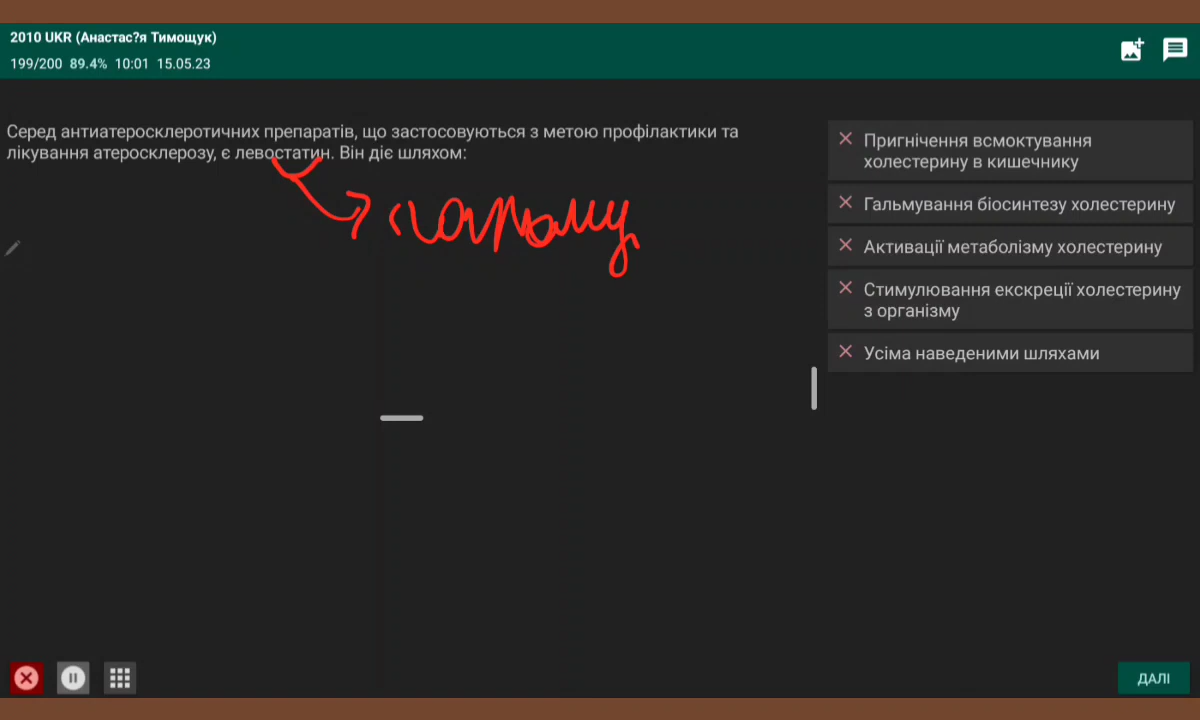 2010 UKR (Анастас?я Тимощук)
199/200 89.4% 10:01 15.05.23
Серед антиатеросклеротичних препаратів, що застосовуються з метою профілактики та
лікування атеросклерозу, є левостатин. Він діє шляхом:
Пригнічення всмоктування
холестерину в кишечнику
Гальмування біосинтезу холестерину
Активації метаболізму холестерину
Стимулювання екскреції холестерину
з організму
Усіма наведеними шляхами
ДАЛІ